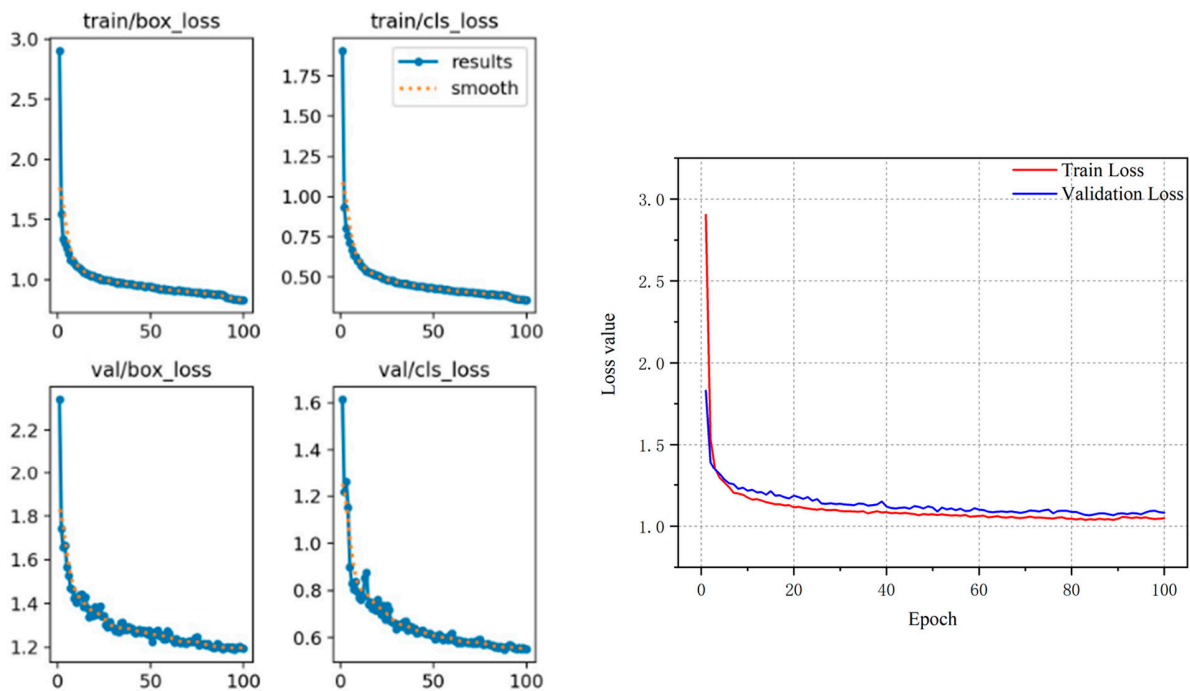 train/box_loss
3.0
2.5
2.0
1.5
1.0
0 50 100
train/cls_loss
results
smooth
1.75
1.50
1.25
1.00
0.75
0.50
0 50 100
val/box_loss
2.2
2.0
1.8
1.6
1.4
1.2
0 50 100
val/cls_loss
1.6
1.4
1.2
1.0
0.8
0.6
0 50 100
Train Loss
Validation Loss
Loss value
3.0
2.5
2.0
1.5
1.0
0 20 40 60 80 100
Epoch